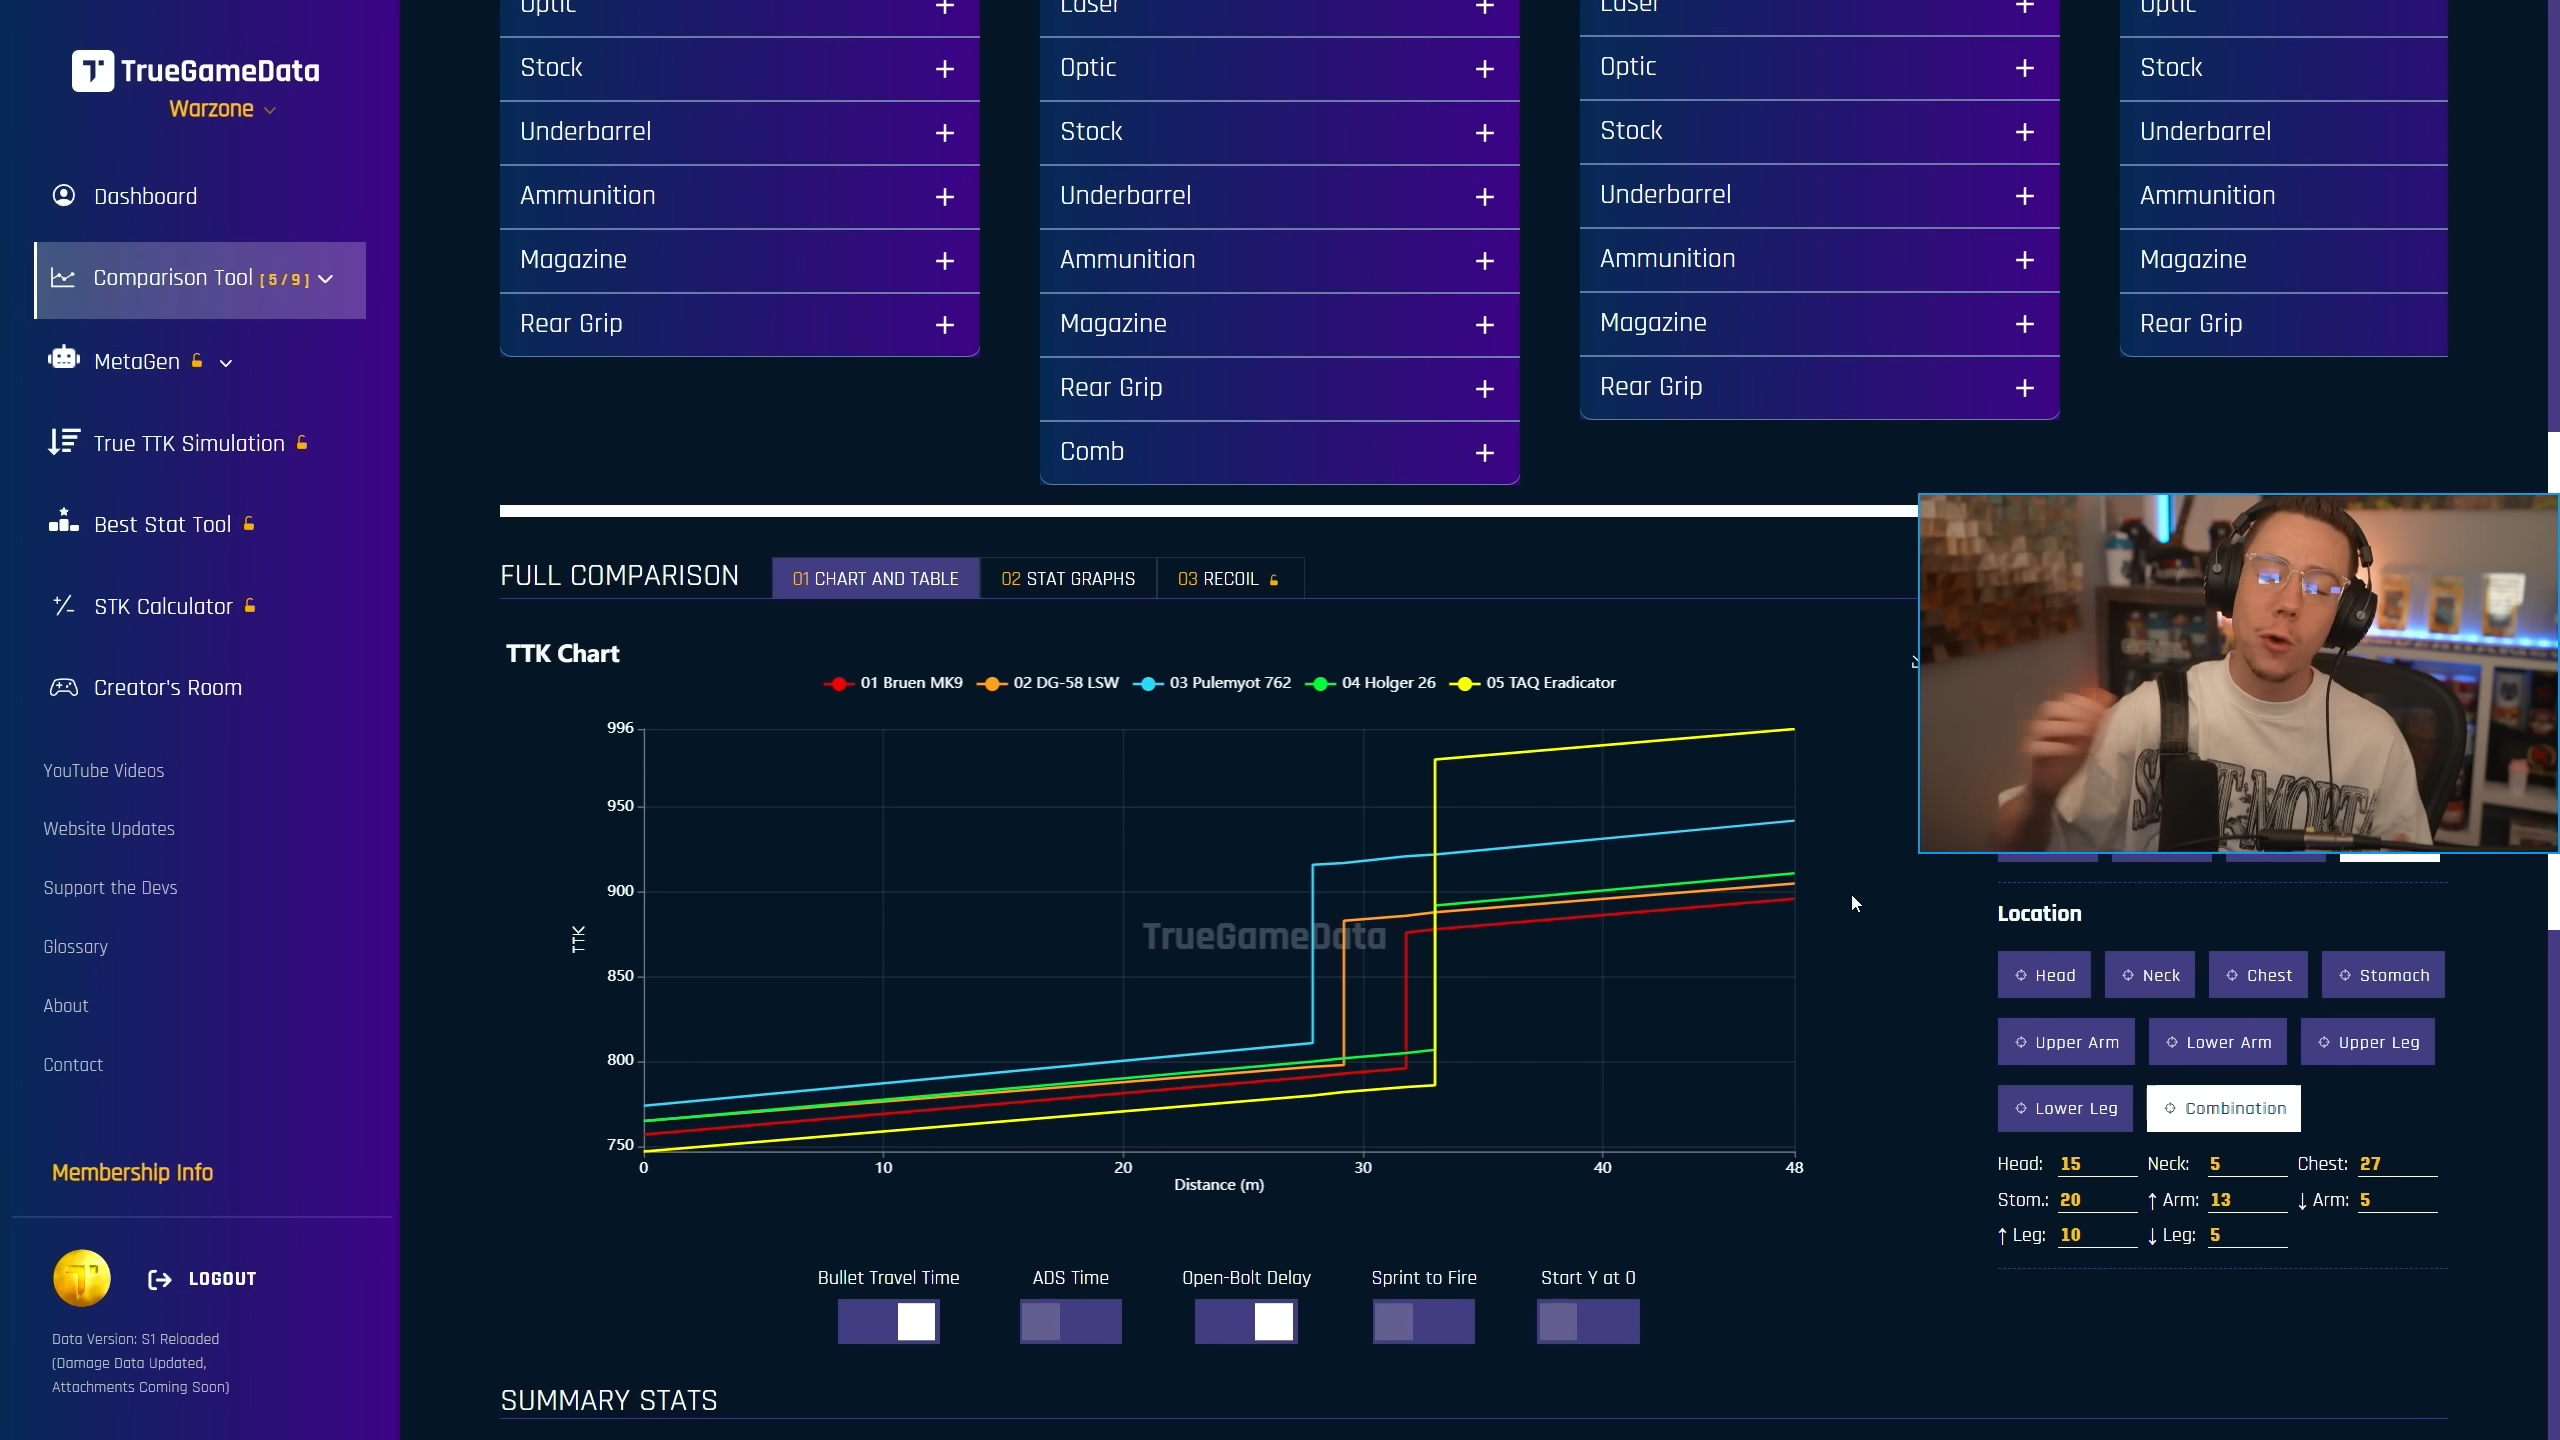 TrueGameData
Warzone
Dashboard
Comparison Tool [5/9]
MetaGen
True TTK Simulation
Best Stat Tool
STK Calculator
Creator's Room
YouTube Videos
Website Updates
Support the Devs
Glossary
About
Contact
Membership Info
LOGOUT
Data Version: S1 Reloaded
(Damage Data Updated,
Attachments Coming Soon)
Optic
Stock
Underbarrel
Ammunition
Magazine
Rear Grip
Laser
Optic
Stock
Underbarrel
Ammunition
Magazine
Rear Grip
Comb
Laser
Optic
Stock
Underbarrel
Ammunition
Magazine
Rear Grip
Optic
Stock
Underbarrel
Ammunition
Magazine
Rear Grip
FULL COMPARISON
01 CHART AND TABLE
02 STAT GRAPHS
03 RECOIL
TTK Chart
01 Bruen MK9 02 DG-58 LSW 03 Pulemyot 762 04 Holger 26 05 TAQ Eradicator
996
950
900
850
800
750
TTK
TrueGameData
0 10 20 30 40 48
Distance (m)
Bullet Travel Time ADS Time Open-Bolt Delay Sprint to Fire Start Y at 0
SUMMARY STATS
Location
Head Neck Chest Stomach
Upper Arm Lower Arm Upper Leg
Lower Leg Combination
Head: 15 Neck: 5 Chest: 27
Stom.: 20 ↑ Arm: 13 ↓ Arm: 5
↑ Leg: 10 ↓ Leg: 5